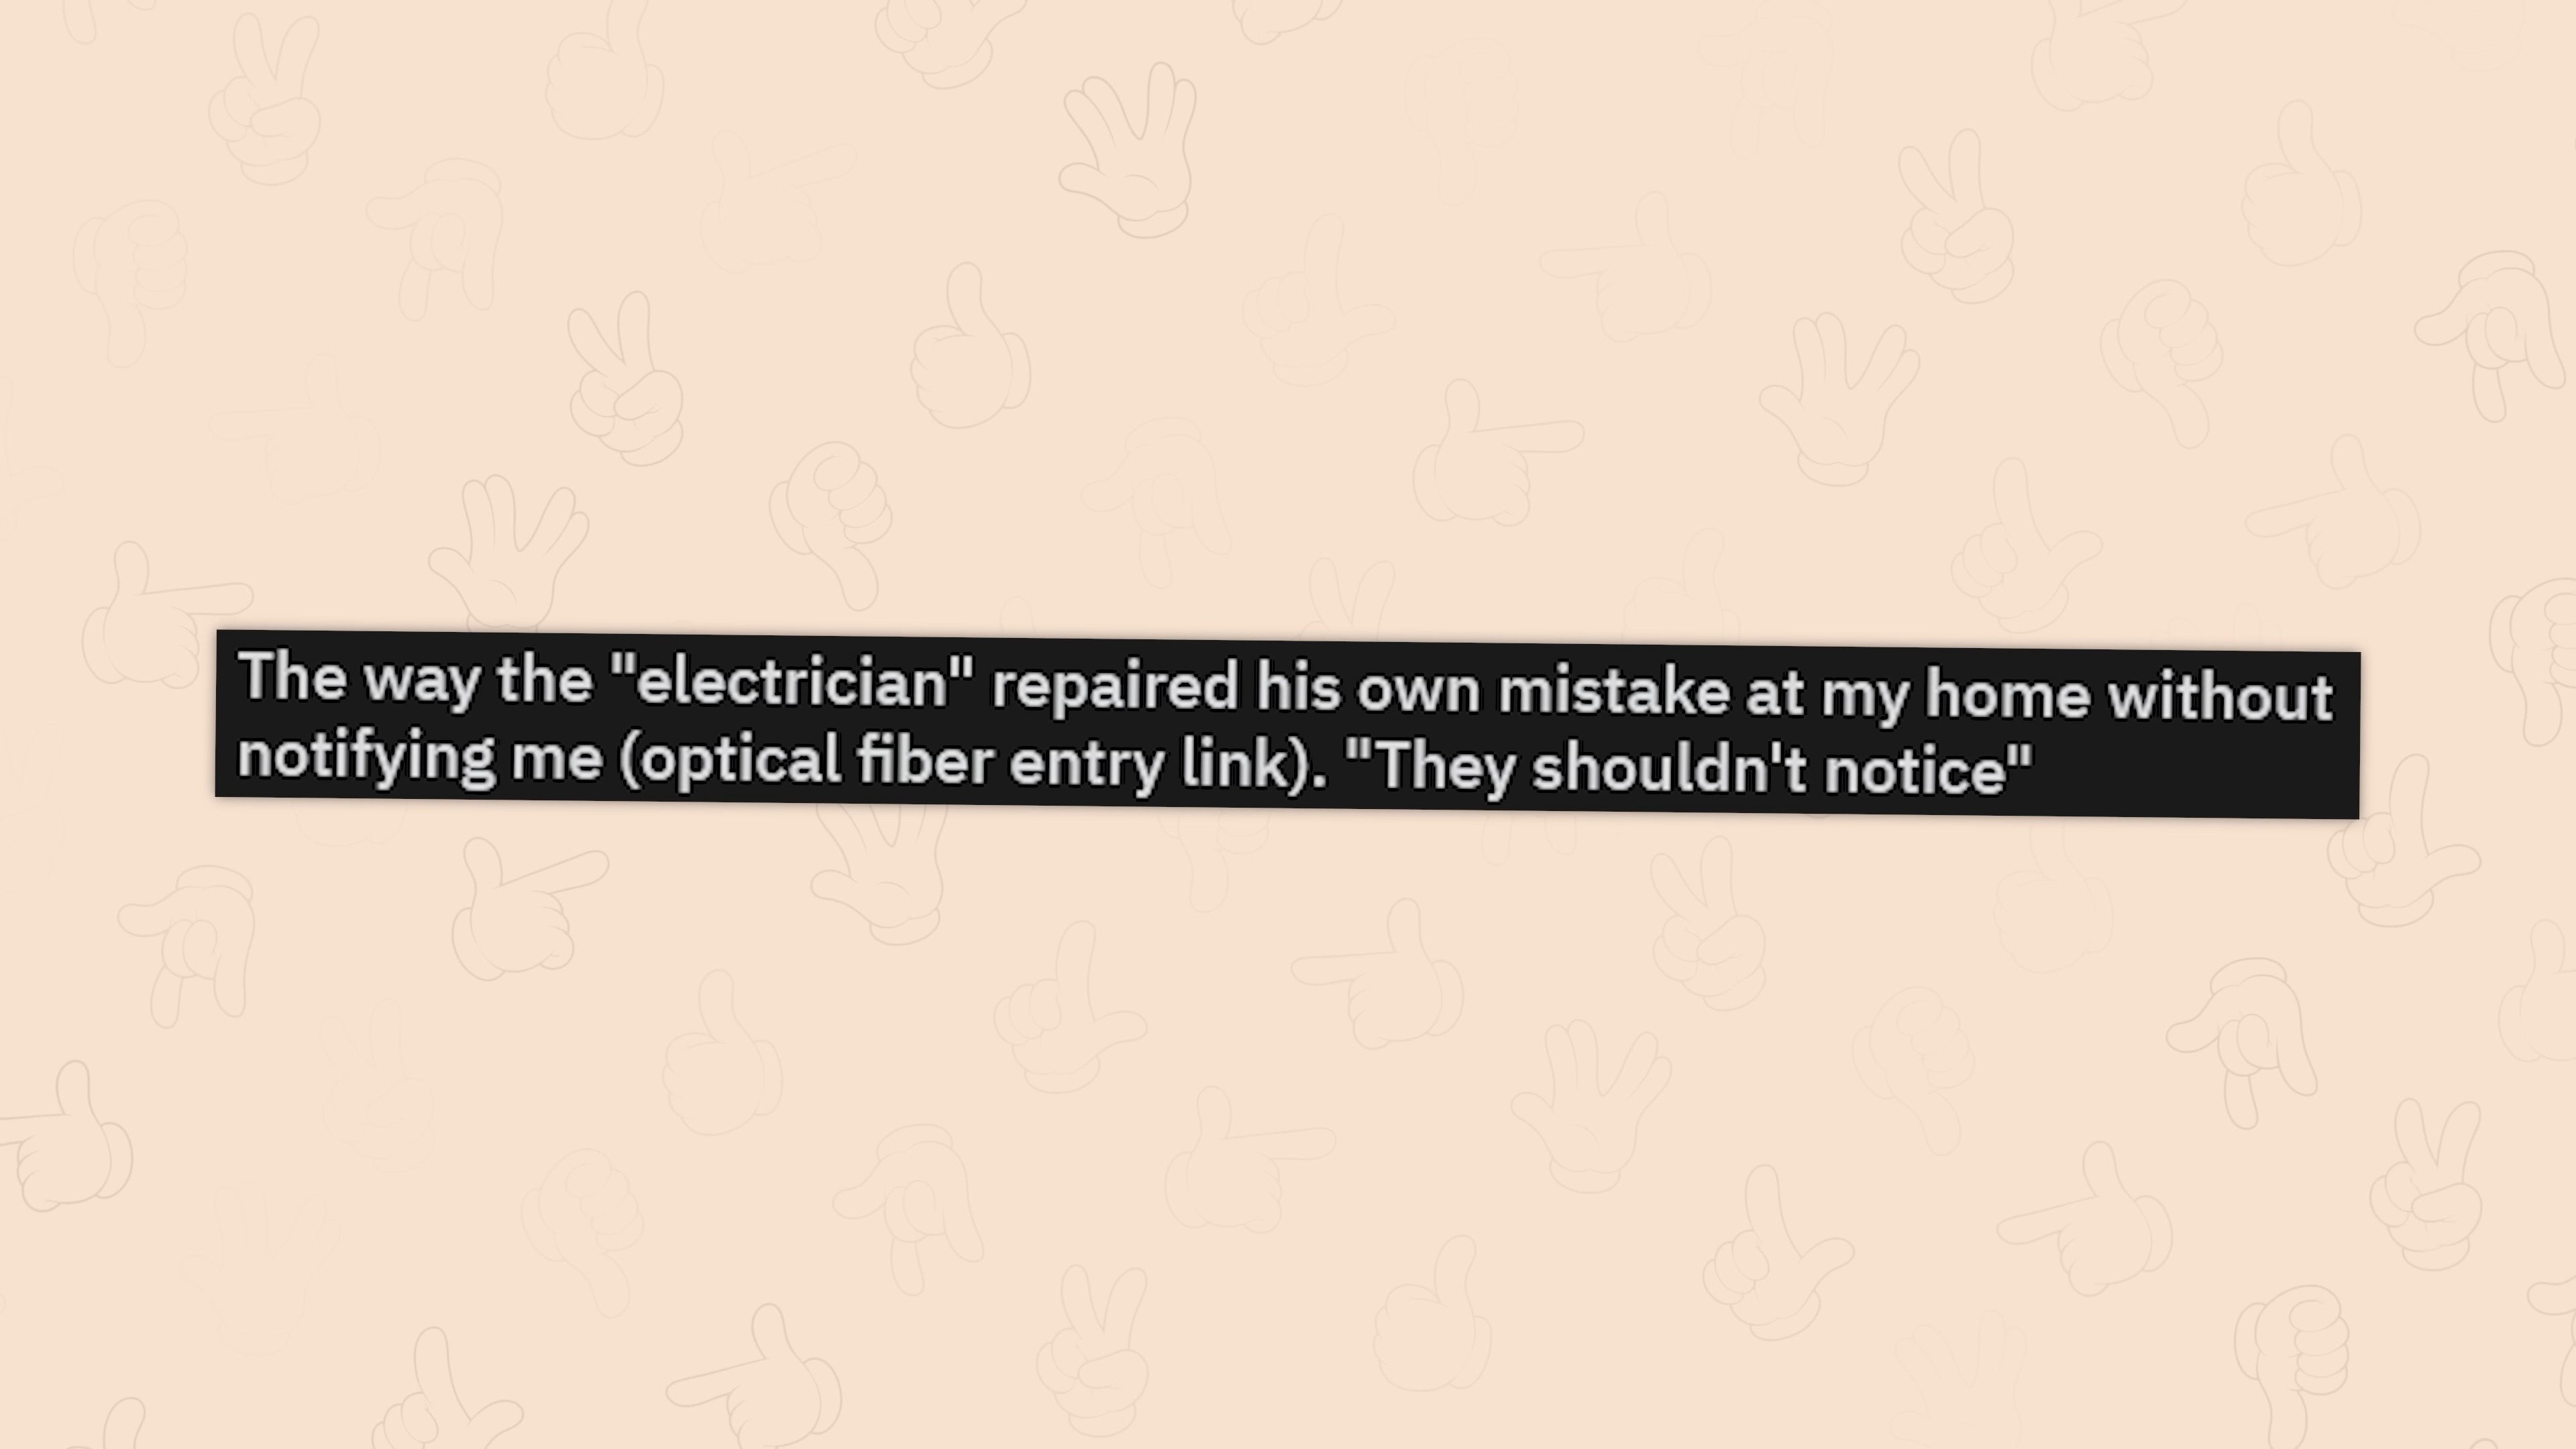 The way the "electrician" repaired his own mistake at my home without
notifying me (optical fiber entry link). "They shouldn't notice"